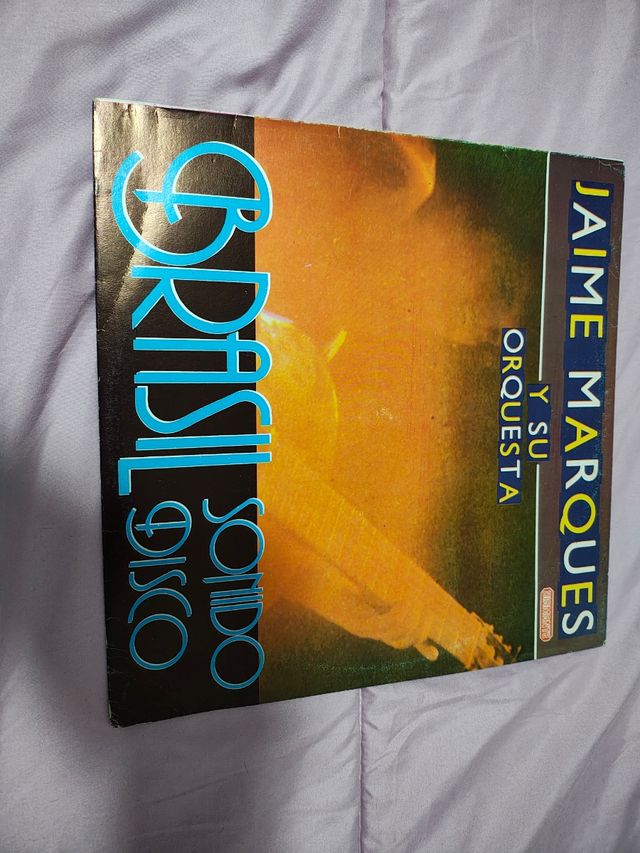 JAIME MARQUES
Y SU
ORQUESTA
BRASIL SONIDO
DISCO